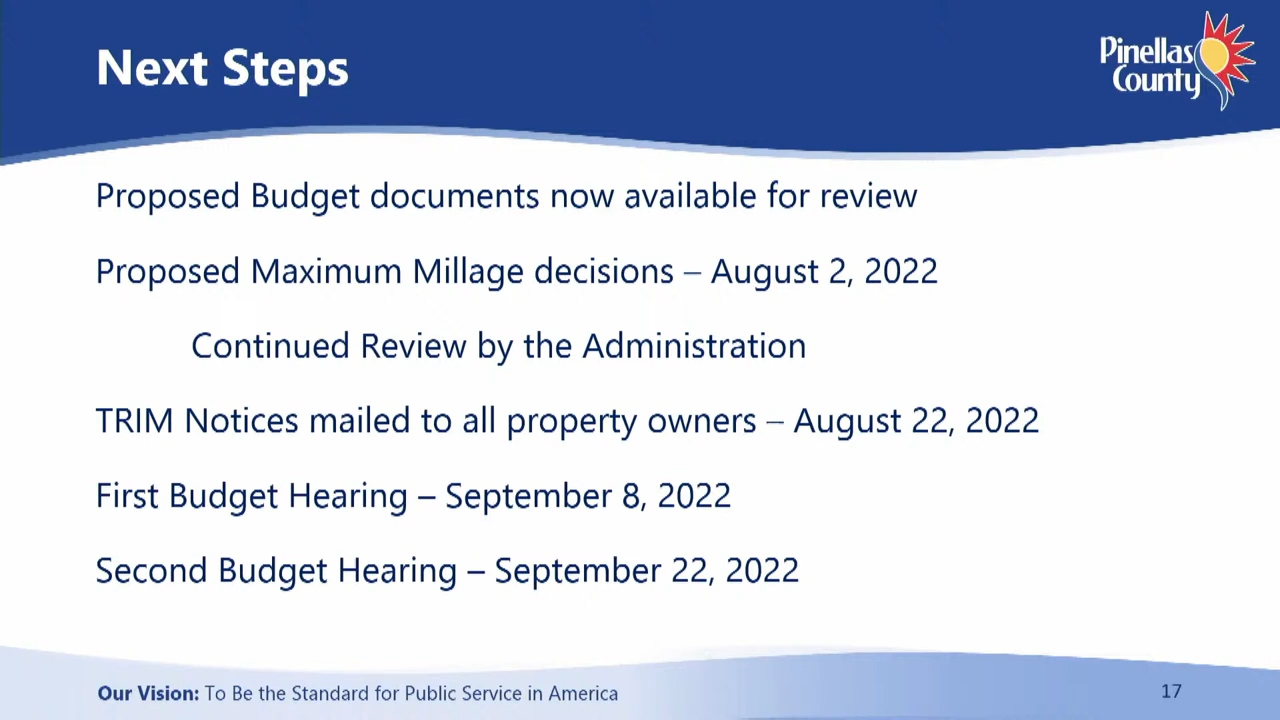 Next Steps
Pinellas
County
Proposed Budget documents now available for review
Proposed Maximum Millage decisions – August 2, 2022
Continued Review by the Administration
TRIM Notices mailed to all property owners – August 22, 2022
First Budget Hearing – September 8, 2022
Second Budget Hearing – September 22, 2022
Our Vision: To Be the Standard for Public Service in America
17